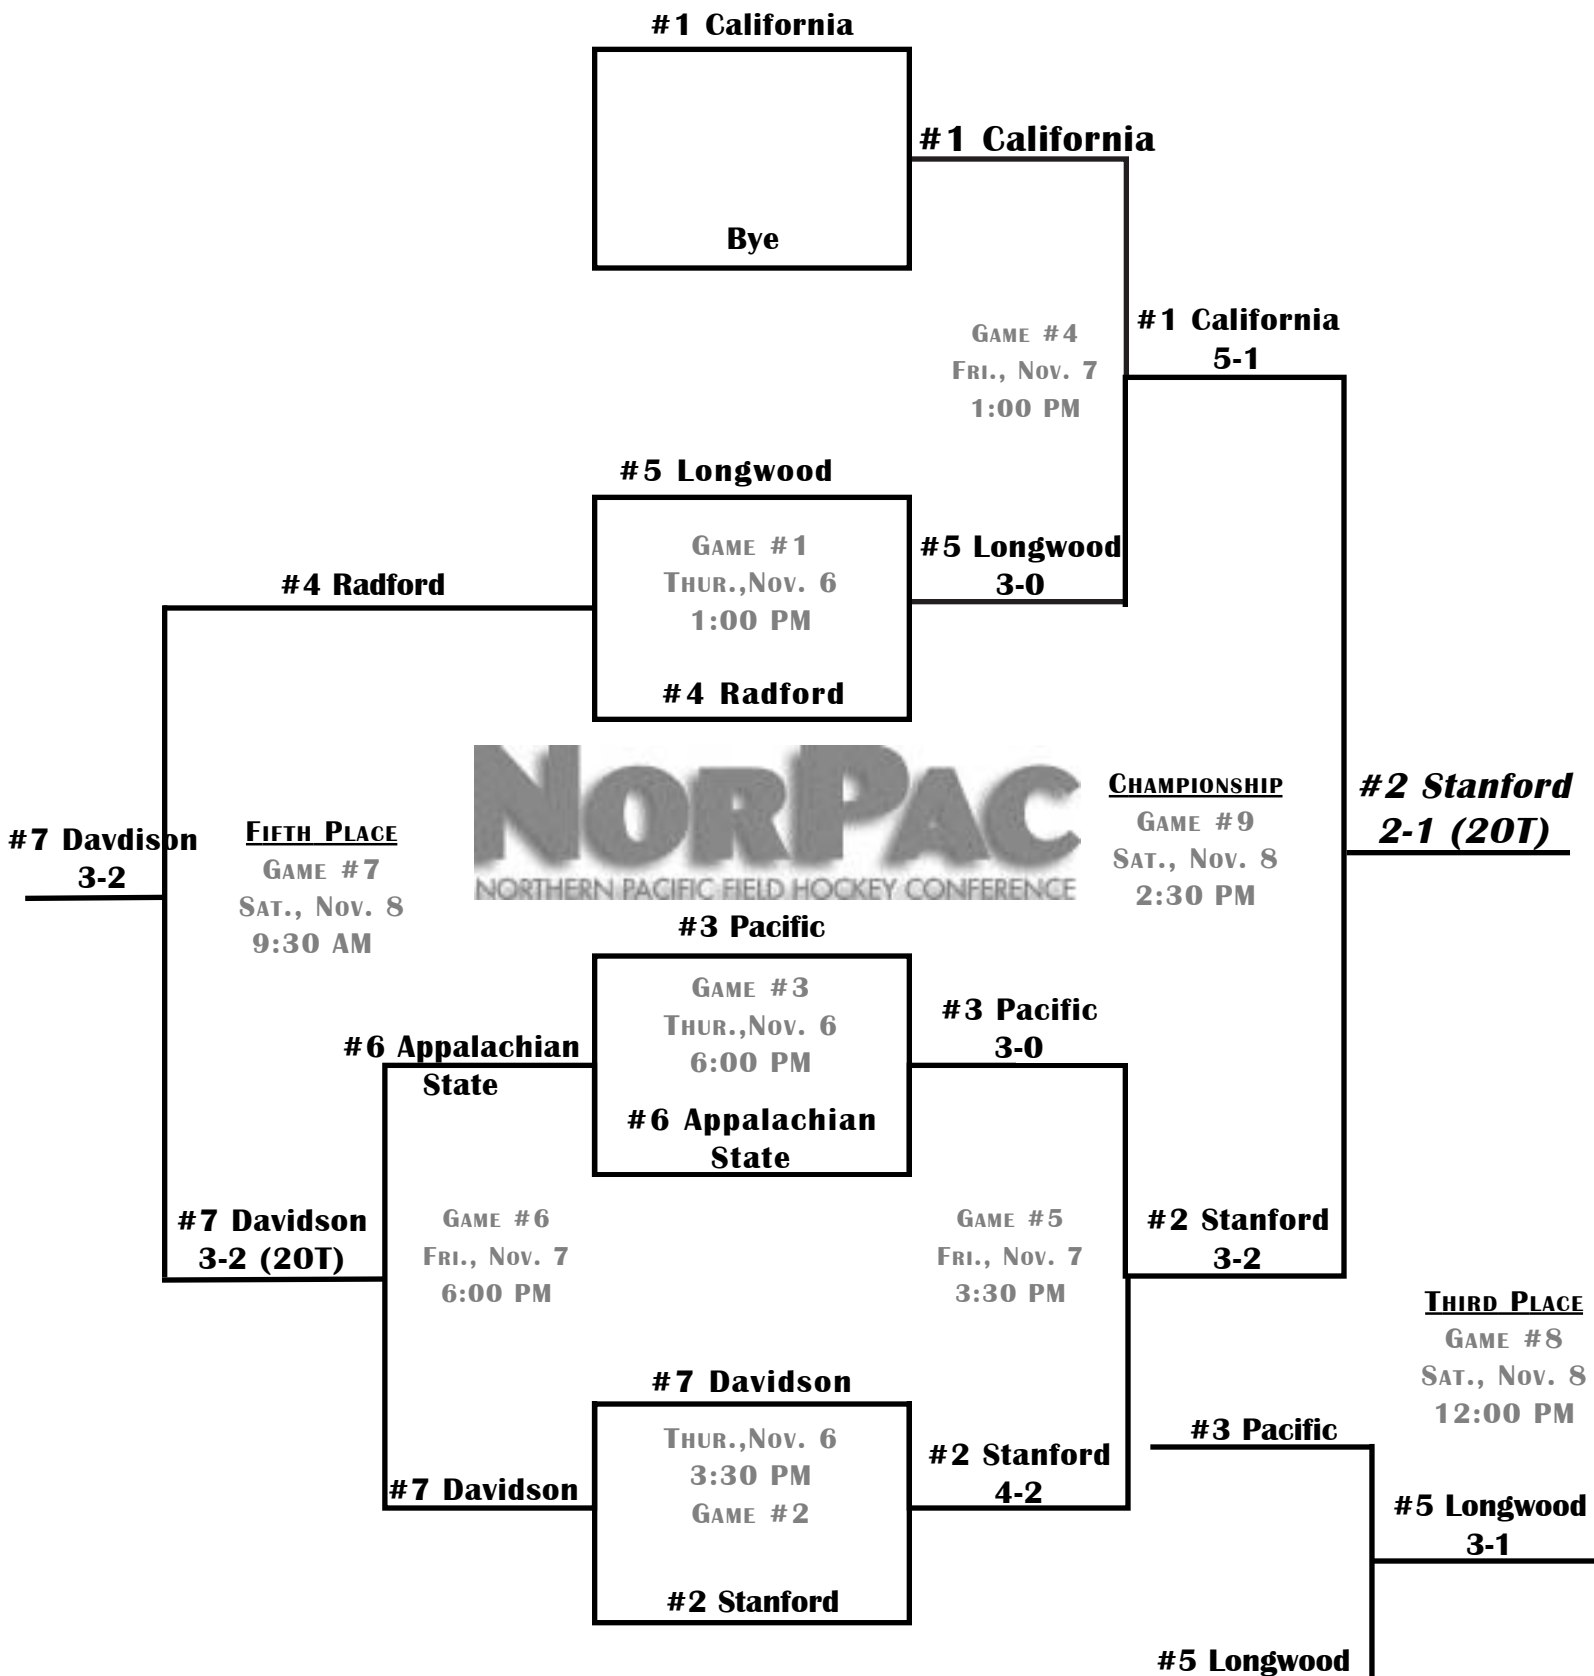 #1 California
Bye
#1 California
Game #4
Fri., Nov. 7
1:00 PM
#1 California
5-1
#5 Longwood
Game #1
Thur.,Nov. 6
1:00 PM
#4 Radford
#5 Longwood
3-0
#4 Radford
NorPac
NORTHERN PACIFIC FIELD HOCKEY CONFERENCE
Championship
Game #9
Sat., Nov. 8
2:30 PM
#2 Stanford
2-1 (2OT)
#7 Davdison
3-2
Fifth Place
Game #7
Sat., Nov. 8
9:30 AM
#3 Pacific
Game #3
Thur.,Nov. 6
6:00 PM
#6 Appalachian
State
#3 Pacific
3-0
#6 Appalachian
State
#7 Davidson
3-2 (2OT)
Game #6
Fri., Nov. 7
6:00 PM
Game #5
Fri., Nov. 7
3:30 PM
#2 Stanford
3-2
#7 Davidson
Thur.,Nov. 6
3:30 PM
Game #2
#2 Stanford
#7 Davidson
#2 Stanford
4-2
Third Place
Game #8
Sat., Nov. 8
12:00 PM
#3 Pacific
#5 Longwood
3-1
#5 Longwood